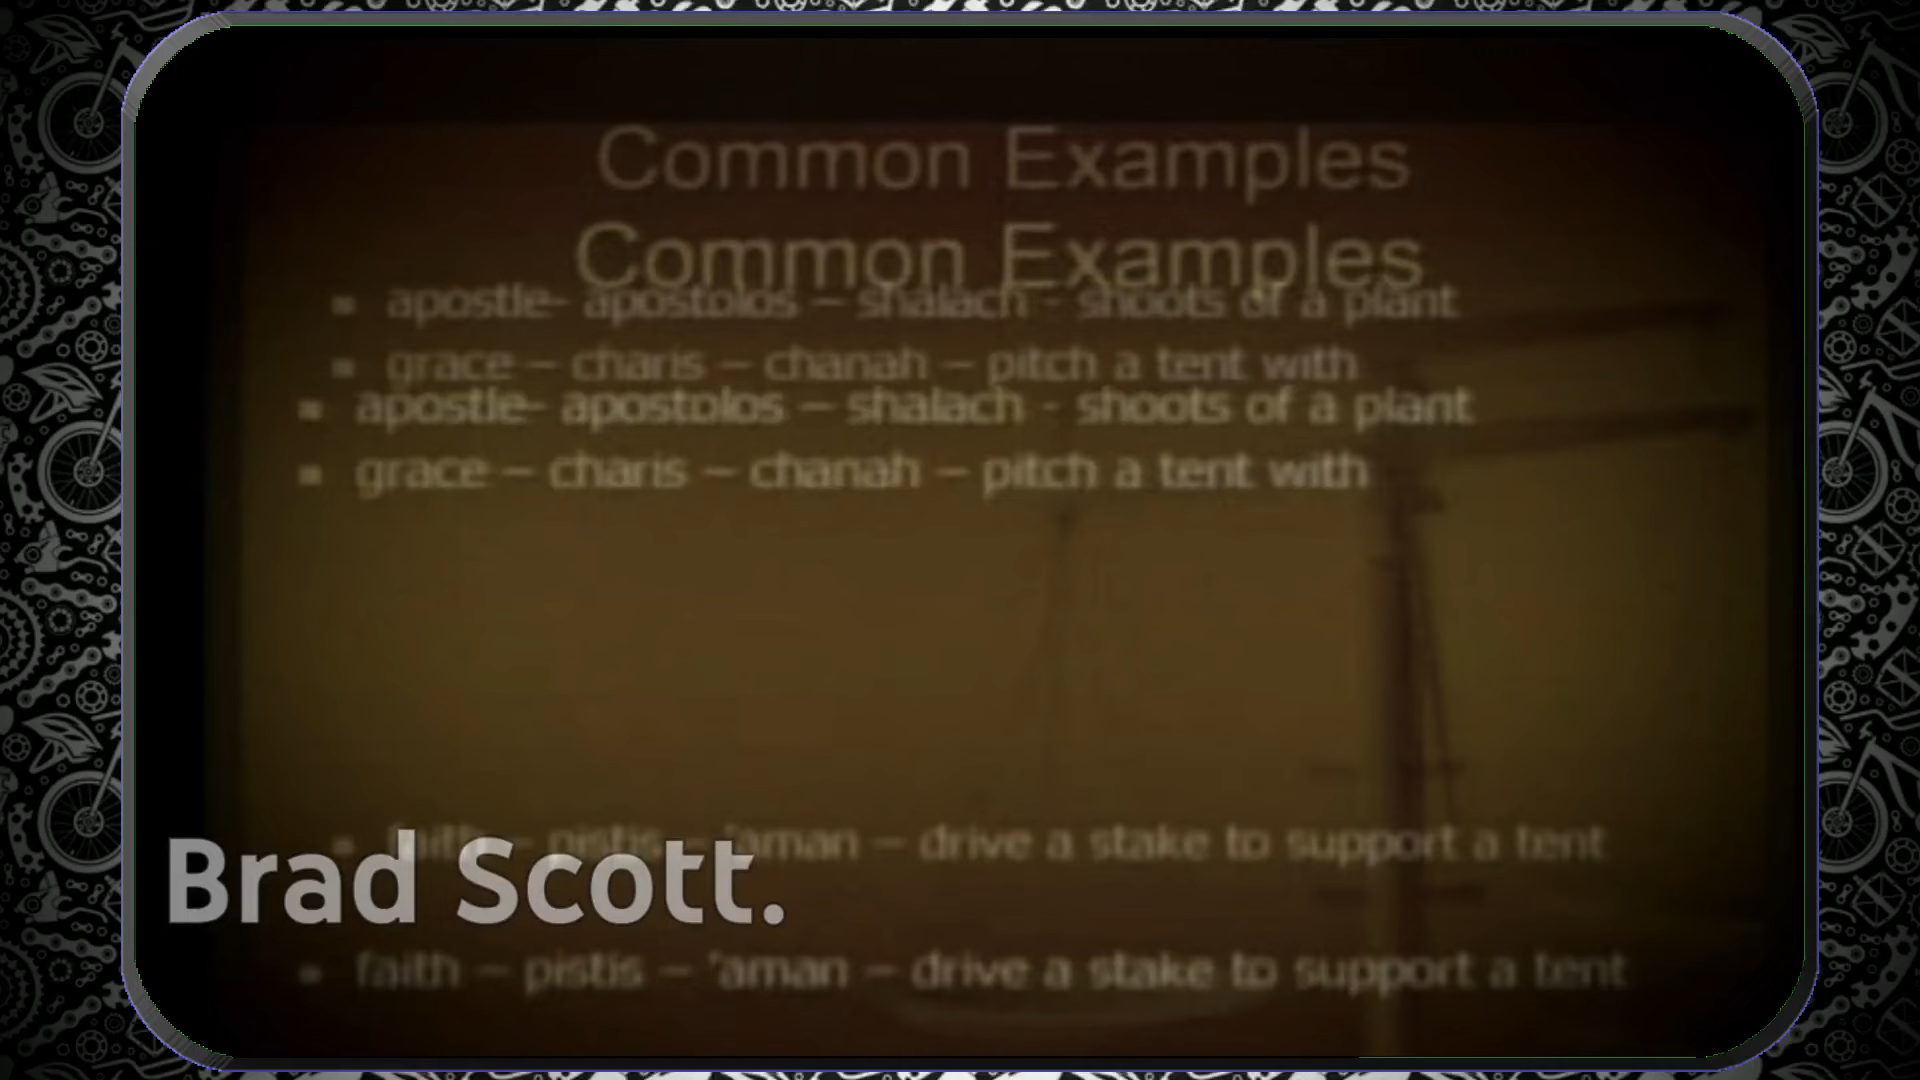 Common Examples
Common Examples
▪ apostle- apostolos – shalach - shoots of a plant
▪ grace – charis – chanah – pitch a tent with
▪ apostle- apostolos – shalach - shoots of a plant
▪ grace – charis – chanah – pitch a tent with
▪ faith – pistis – 'aman – drive a stake to support a tent
Brad Scott.
▪ faith – pistis – 'aman – drive a stake to support a tent